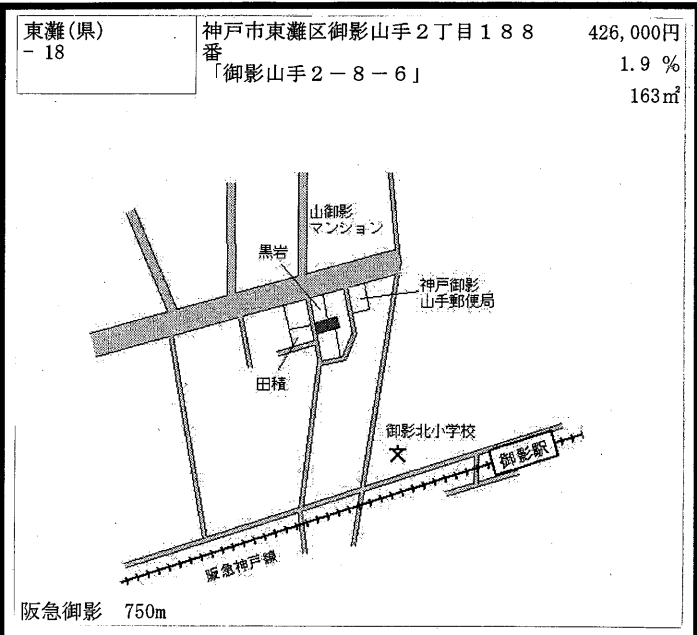 東灘(県)
- 18
神戸市東灘区御影山手２丁目１８８
番
「御影山手２－８－６」
426,000円
1.9 %
163㎡
山御影
マンション
黒岩
神戸御影
山手郵便局
田積
御影北小学校
御影駅
阪急神戸線
阪急御影 750m